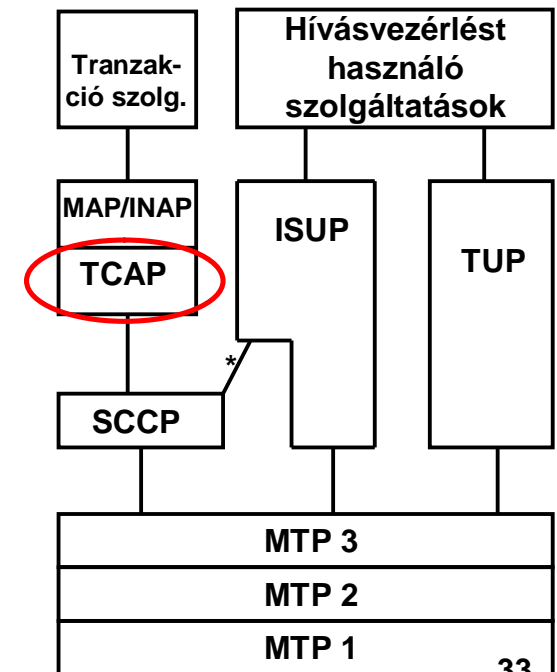 Tranzak-
ció szolg.
Hívásvezérlést
használó
szolgáltatások
MAP/INAP
TCAP
ISUP
TUP
*
SCCP
MTP 3
MTP 2
MTP 1
33